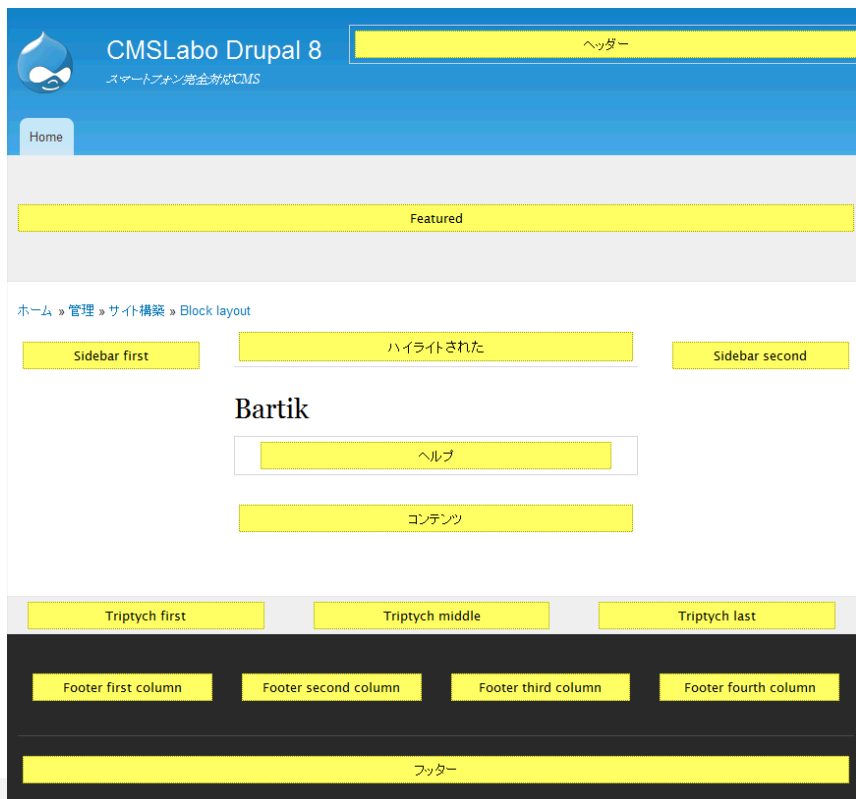 CMSLabo Drupal 8
ヘッダー
スマートフォン完全対応CMS
Home
Featured
ホーム » 管理 » サイト構築 » Block layout
Sidebar first
ハイライトされた
Sidebar second
Bartik
ヘルプ
コンテンツ
Triptych first
Triptych middle
Triptych last
Footer first column
Footer second column
Footer third column
Footer fourth column
フッター